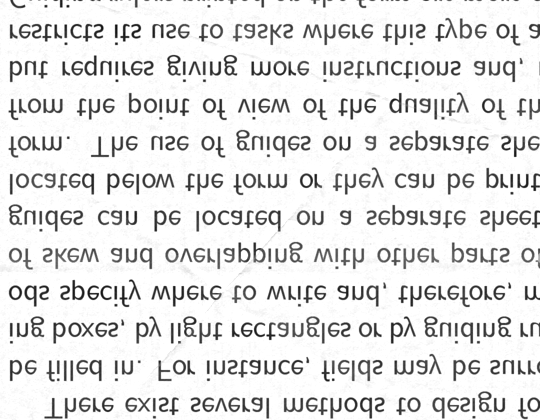 There exist several methods to design fo
be filled in. For instance, fields may be surro
ing boxes, by light rectangles or by guiding ru
ods specify where to write and, therefore, m
of skew and overlapping with other parts of
guides can be located on a separate sheet
located below the form or they can be print
form. The use of guides on a separate she
from the point of view of the quality of th
but requires giving more instructions and,
restricts its use to tasks where this type of a